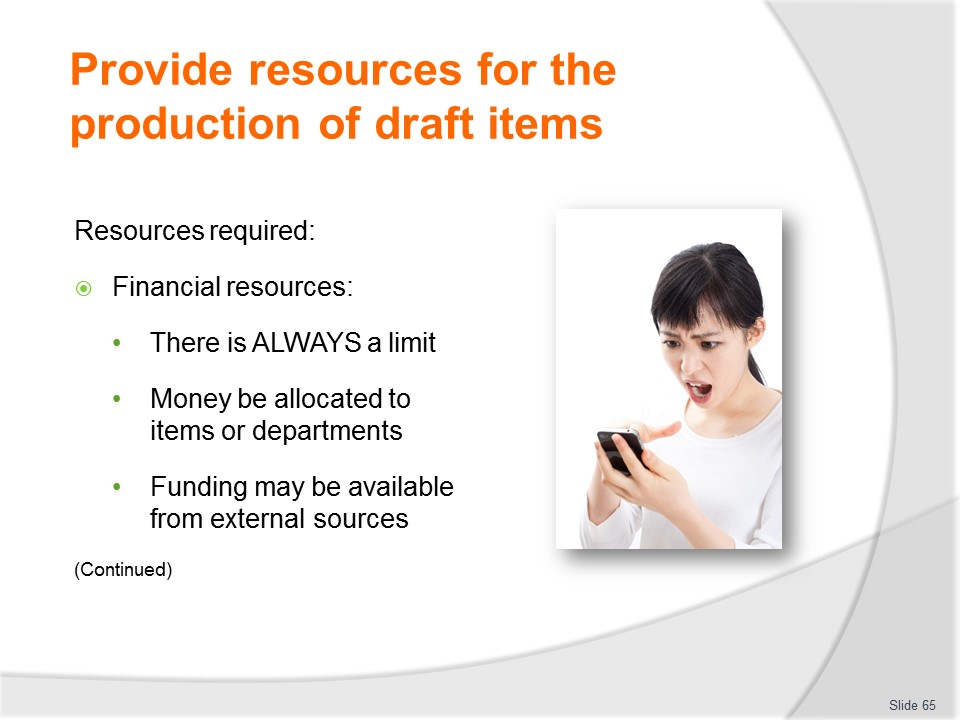 Provide resources for the
production of draft items
Resources required:
Financial resources:
• There is ALWAYS a limit
• Money be allocated to
items or departments
• Funding may be available
from external sources
(Continued)
Slide 65